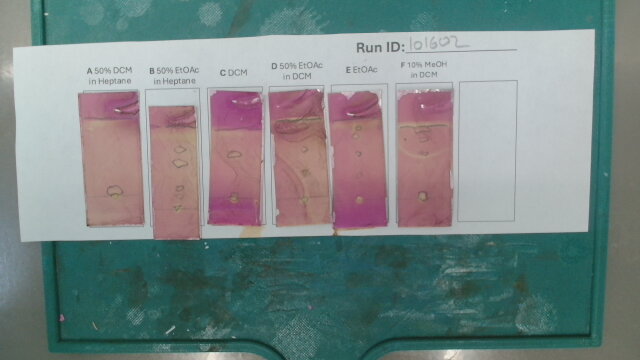 Run ID: 101602
A 50% DCM
in Heptane
B 50% EtOAc
in Heptane
C DCM
D 50% EtOAc
in DCM
E EtOAc
F 10% MeOH
in DCM